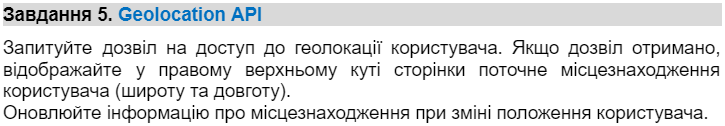 Завдання 5. Geolocation API
Запитуйте дозвіл на доступ до геолокації користувача. Якщо дозвіл отримано,
відображайте у правому верхньому куті сторінки поточне місцезнаходження
користувача (широту та довготу).
Оновлюйте інформацію про місцезнаходження при зміні положення користувача.